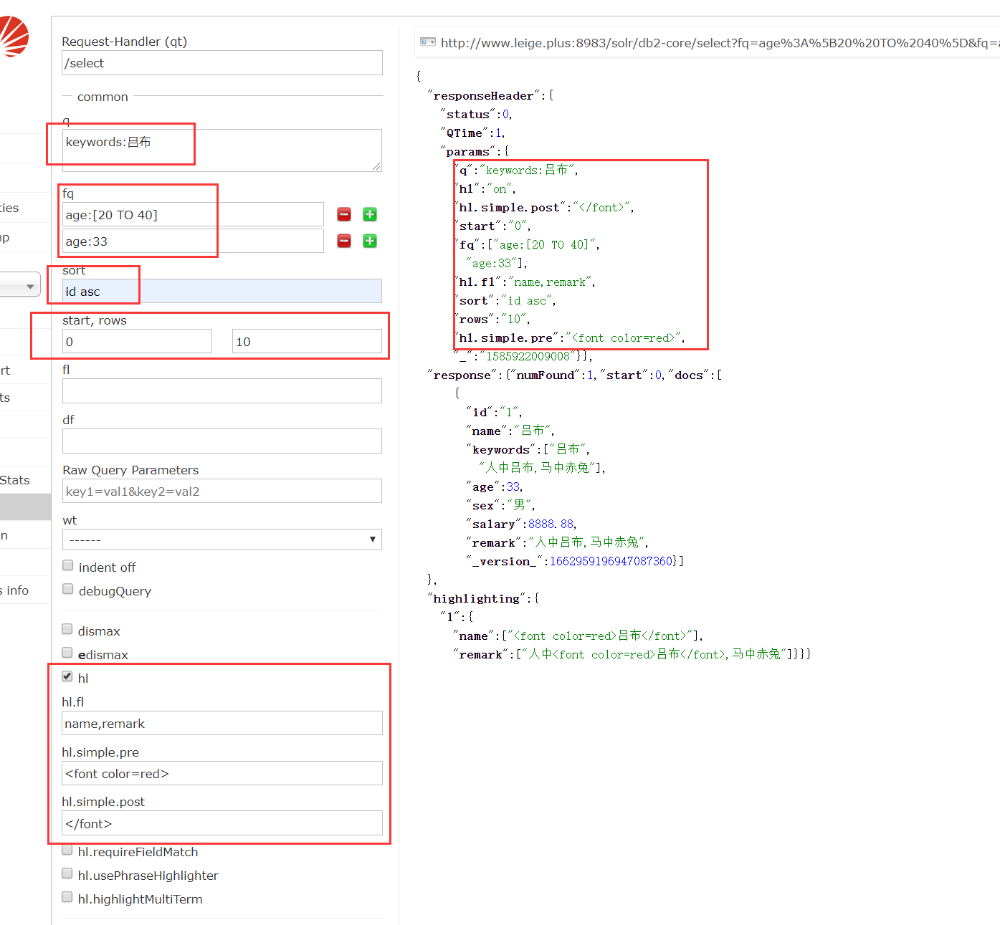 Request-Handler (qt)
/select
common
q
keywords:吕布
fq
age:[20 TO 40]
age:33
sort
id asc
start, rows
0
10
fl
df
Raw Query Parameters
key1=val1&key2=val2
wt
------
indent off
debugQuery
dismax
edismax
hl
hl.fl
name,remark
hl.simple.pre
<font color=red>
hl.simple.post
</font>
hl.requireFieldMatch
hl.usePhraseHighlighter
hl.highlightMultiTerm
ties
np
rt
ts
Stats
n
s info
http://www.leige.plus:8983/solr/db2-core/select?fq=age%3A%5B20%20TO%2040%5D&fq=a
{
"responseHeader":{
"status":0,
"QTime":1,
"params":{
"q":"keywords:吕布",
"hl":"on",
"hl.simple.post":"</font>",
"start":"0",
"fq":["age:[20 TO 40]",
"age:33"],
"hl.fl":"name,remark",
"sort":"id asc",
"rows":"10",
"hl.simple.pre":"<font color=red>",
"_":"1585922009008"}},
"response":{"numFound":1,"start":0,"docs":[
{
"id":"1",
"name":"吕布",
"keywords":["吕布",
"人中吕布,马中赤兔"],
"age":33,
"sex":"男",
"salary":8888.88,
"remark":"人中吕布,马中赤兔",
"_version_":1662959196947087360}]
},
"highlighting":{
"1":{
"name":["<font color=red>吕布</font>"],
"remark":["人中<font color=red>吕布</font>,马中赤兔"]}}}